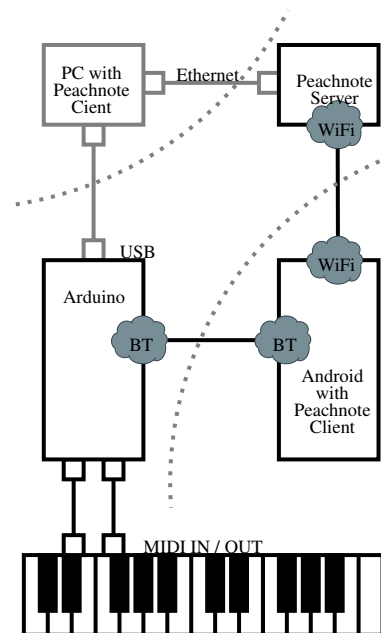 PC with
Peachnote
Cient
Ethernet
Peachnote
Server
WiFi
WiFi
USB
Arduino
BT
BT
Android
with
Peachnote
Client
MIDI IN / OUT